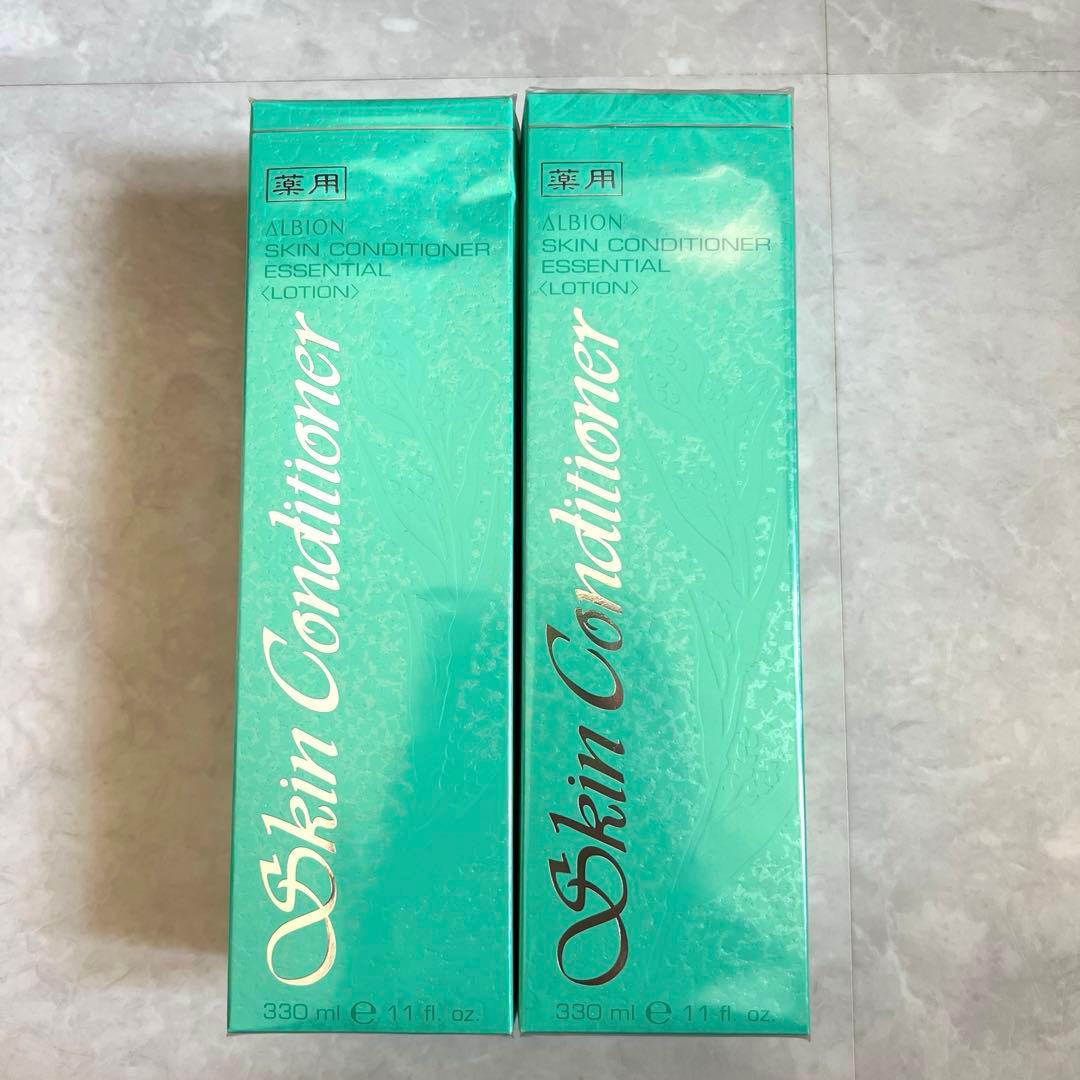 薬用
ALBION
SKIN CONDITIONER
ESSENTIAL
〈LOTION〉
Skin Conditioner
330 ml ℮ 11 fl. oz.
薬用
ALBION
SKIN CONDITIONER
ESSENTIAL
〈LOTION〉
Skin Conditioner
330 ml ℮ 11 fl. oz.